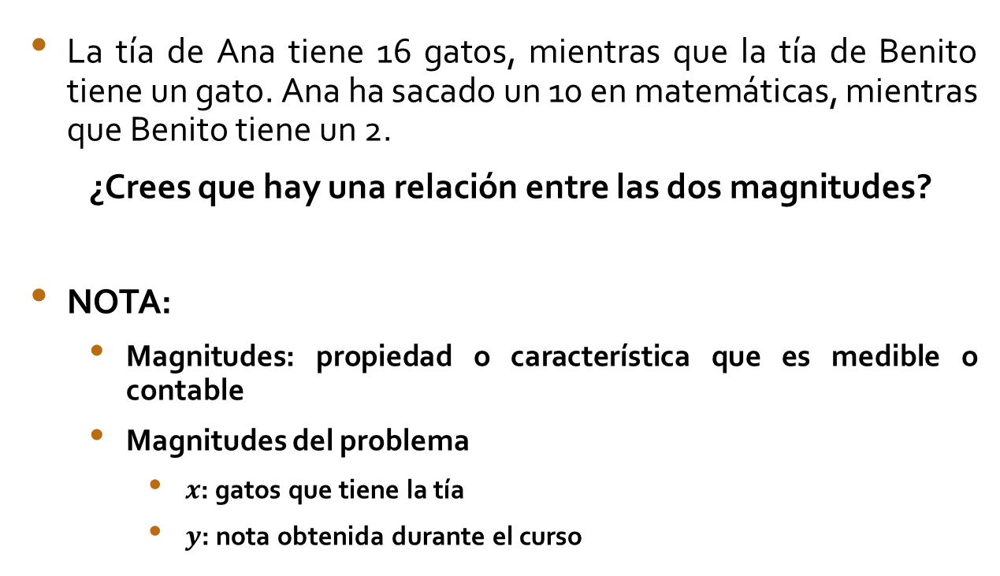 • La tía de Ana tiene 16 gatos, mientras que la tía de Benito
tiene un gato. Ana ha sacado un 10 en matemáticas, mientras
que Benito tiene un 2.
¿Crees que hay una relación entre las dos magnitudes?
• NOTA:
• Magnitudes: propiedad o característica que es medible o
contable
• Magnitudes del problema
• x: gatos que tiene la tía
• y: nota obtenida durante el curso